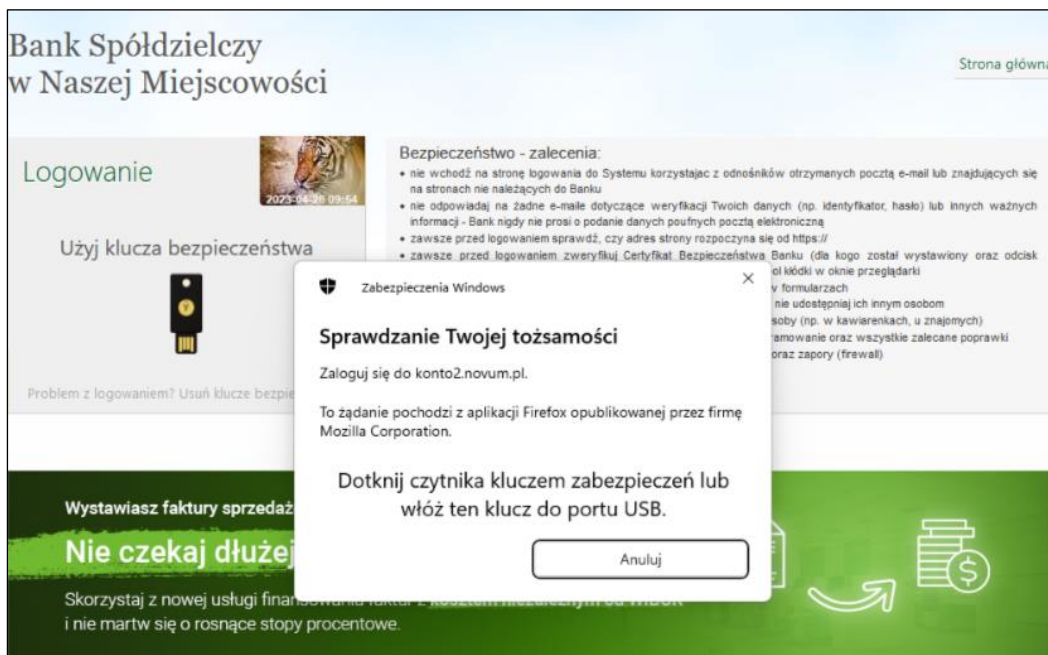 Bank Spółdzielczy
w Naszej Miejscowości
Strona główna
Logowanie
2023-04-26 09:54
Użyj klucza bezpieczeństwa
Problem z logowaniem? Usuń klucze bezpie
Bezpieczeństwo - zalecenia:
• nie wchodź na stronę logowania do Systemu korzystajac z odnośników otrzymanych pocztą e-mail lub znajdujących się
na stronach nie należących do Banku
• nie odpowiadaj na żadne e-maile dotyczące weryfikacji Twoich danych (np. identyfikator, hasło) lub innych ważnych
informacji - Bank nigdy nie prosi o podanie danych poufnych pocztą elektroniczną
• zawsze przed logowaniem sprawdź, czy adres strony rozpoczyna się od https://
• zawsze przed logowaniem zweryfikuj Certyfikat Bezpieczeństwa Banku (dla kogo został wystawiony oraz odcisk
ol kłódki w oknie przeglądarki
w formularzach
nie udostępniaj ich innym osobom
soby (np. w kawiarenkach, u znajomych)
ramowanie oraz wszystkie zalecane poprawki
oraz zapory (firewall)
Zabezpieczenia Windows
Sprawdzanie Twojej tożsamości
Zaloguj się do konto2.novum.pl.
To żądanie pochodzi z aplikacji Firefox opublikowanej przez firmę
Mozilla Corporation.
Dotknij czytnika kluczem zabezpieczeń lub
włóż ten klucz do portu USB.
Anuluj
Wystawiasz faktury sprzedaż
Nie czekaj dłużej
Skorzystaj z nowej usługi finansowania faktur z kosztem niezależnym od WIBOR
i nie martw się o rosnące stopy procentowe.